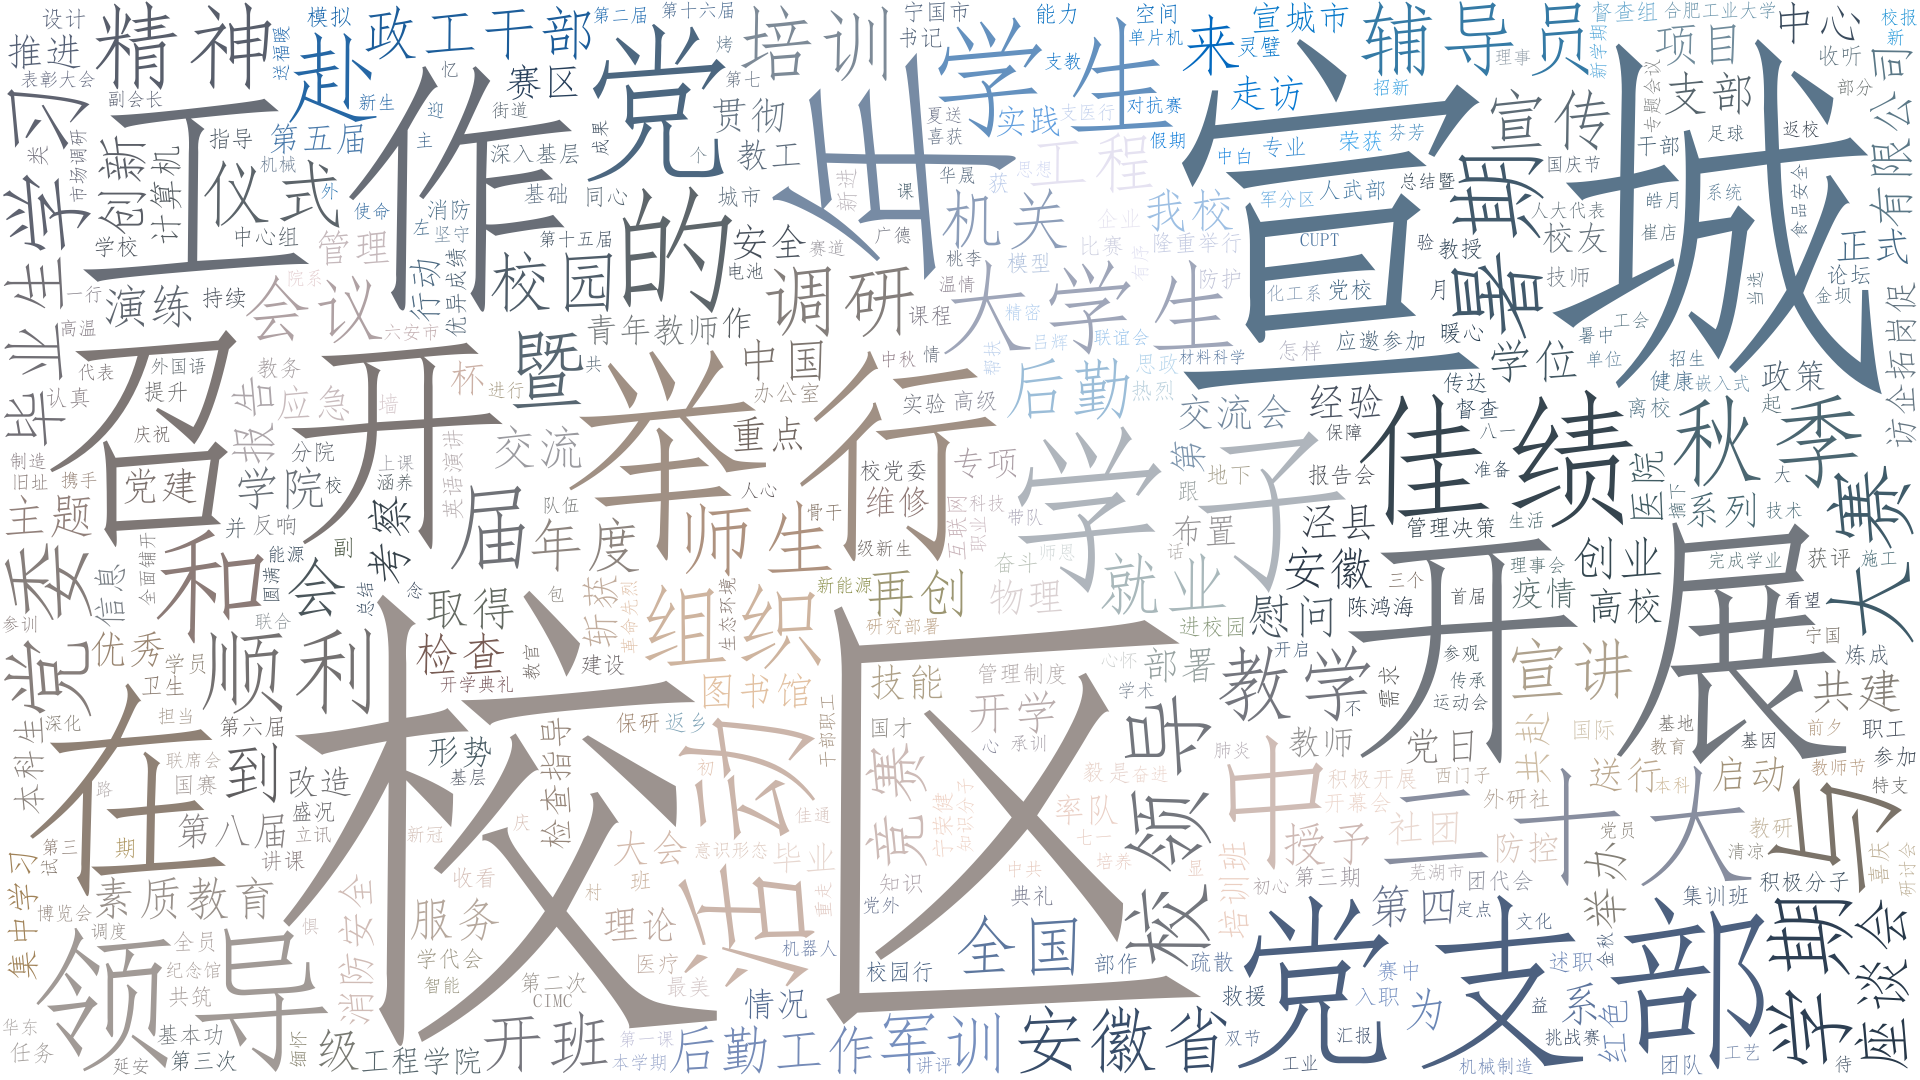 设计
推进
表彰大会
精神
副会长
模拟
送福暖
赴
新生
政工干部
忆
迎
主
赛区
街道
第二届
第十六届
烤
第七
党
培训
宁国市
书记
能力
支教
学生
空间
单片机
来
灵璧
宣城市
走访
辅导员
招新
督查组
新学期
理事
合肥工业大学
项目
专题会议
支部
中心
收听
部分
校报
新
有限公司
毕业生学习
类
市场调研
创新
计算机
指导
机械
第五届
仪式
外
使命
中心组
学校
工作
深入基层
成果
基础
同心
左
坚守
消防
第十五届
行动
优异成绩
贯彻
教工
个
城市
的
安全
电池
赛道
年
新进
夏送
喜获
实践
支医行
对抗赛
假期
课
华晟
获
思想
工程
中白
专业
荣获
芬芳
宣城
宣传
干部
足球
返校
国庆节
军分区
人武部
总结暨
CUPT
期
暑
人大代表
校友
皓月
崔店
系统
食品安全
正式
论坛
金坝
当选
机关
我校
企业
比赛
隆重举行
广德
桃李
模型
有序
防护
温情
化工系
党校
月
验
教授
技师
管理
院系
会议
一行
高温
演练
持续
六安市
校园
调研
课程
大学生
精密
吕辉
联谊会
帮扶
思政
热烈
材料科学
怎样
应邀参加
暖心
学位
暑中
工会
单位
招生
代表
认真
外国语
提升
庆祝
教务
召开
报告
应急
墙
杯
进行
暨
共
青年教师
作
中国
办公室
中秋
情
举行
实验
高级
后勤
交流会
经验
保障
传达
督查
八一
健康
嵌入式
离校
政策
起
访企拓岗促
制造
旧址
携手
党建
学院
分院
校
上课
涵养
英语演讲
交流
队伍
重点
人心
骨干
校党委
维修
专项
学子
第
跟
地下
报告会
佳绩
准备
秋季
医院
摘下
系列
大
技术
大赛
主题
并
反响
考察
届
年度
师生
级新生
互联网
科技
职业
带队
布置
话
泾县
管理决策
生活
党委
参训
信息
全面铺开
和
能源
圆满
联合
副
会
总结
念
取得
包
斩获
革命先烈
组织
生态环境
新能源
再创
研究部署
奋斗
师恩
物理
就业
进校园
安徽
三个
慰问
陈鸿海
首届
理事会
疫情
创业
高校
完成学业
获评
施工
看望
宁国
炼成
优秀
学员
卫生
顺利
检查
开学典礼
教官
建设
图书馆
技能
管理制度
心怀
部署
开启
教学
需求
不
参观
传承
运动会
开展
宣讲
共建
前夕
职工
本科生
深化
担当
第六届
在
联席会
国赛
到
改造
形势
基层
校区
检查指导
保研
返乡
活动
干部职工
国才
开学
心
承训
学术
校领导
肺炎
教师
党日
共赴
国际
基地
教育
基因
参加
路
第八届
盛况
立讯
讲课
第三
试
期
新冠
庆
大会
班
初
意识形态
毕业
重走
佳通
竞赛
宁荣健
知识分子
毅是
奋进
率队
七一
培养
中
积极开展
开幕会
西门子
社团
外研社
送行
本科
启动
教师节
特支
集中学习
素质教育
博览会
调度
消防安全
收看
服务
村
理论
知识
党外
中共
典礼
显
授予
培训班
初心
第三期
二十大
防控
芜湖市
团代会
党员
教研
清凉
与
喜庆
研讨会
领导
全员
纪念馆
共筑
惧
学代会
智能
医疗
最美
第二次
CIMC
机器人
校园行
全国
部作
疏散
第四
定点
文化
举办
集训班
积极分子
华东
任务
基本功
延安
第三次
缅怀
级
工程学院
开班
第一课
本学期
情况
后勤工作
军训
讲评
安徽省
救援
双节
工业
党支部
赛中
入职
汇报
为
益
述职
系
金秋
挑战赛
机械制造
红色
团队
工艺
学期
座谈会
待